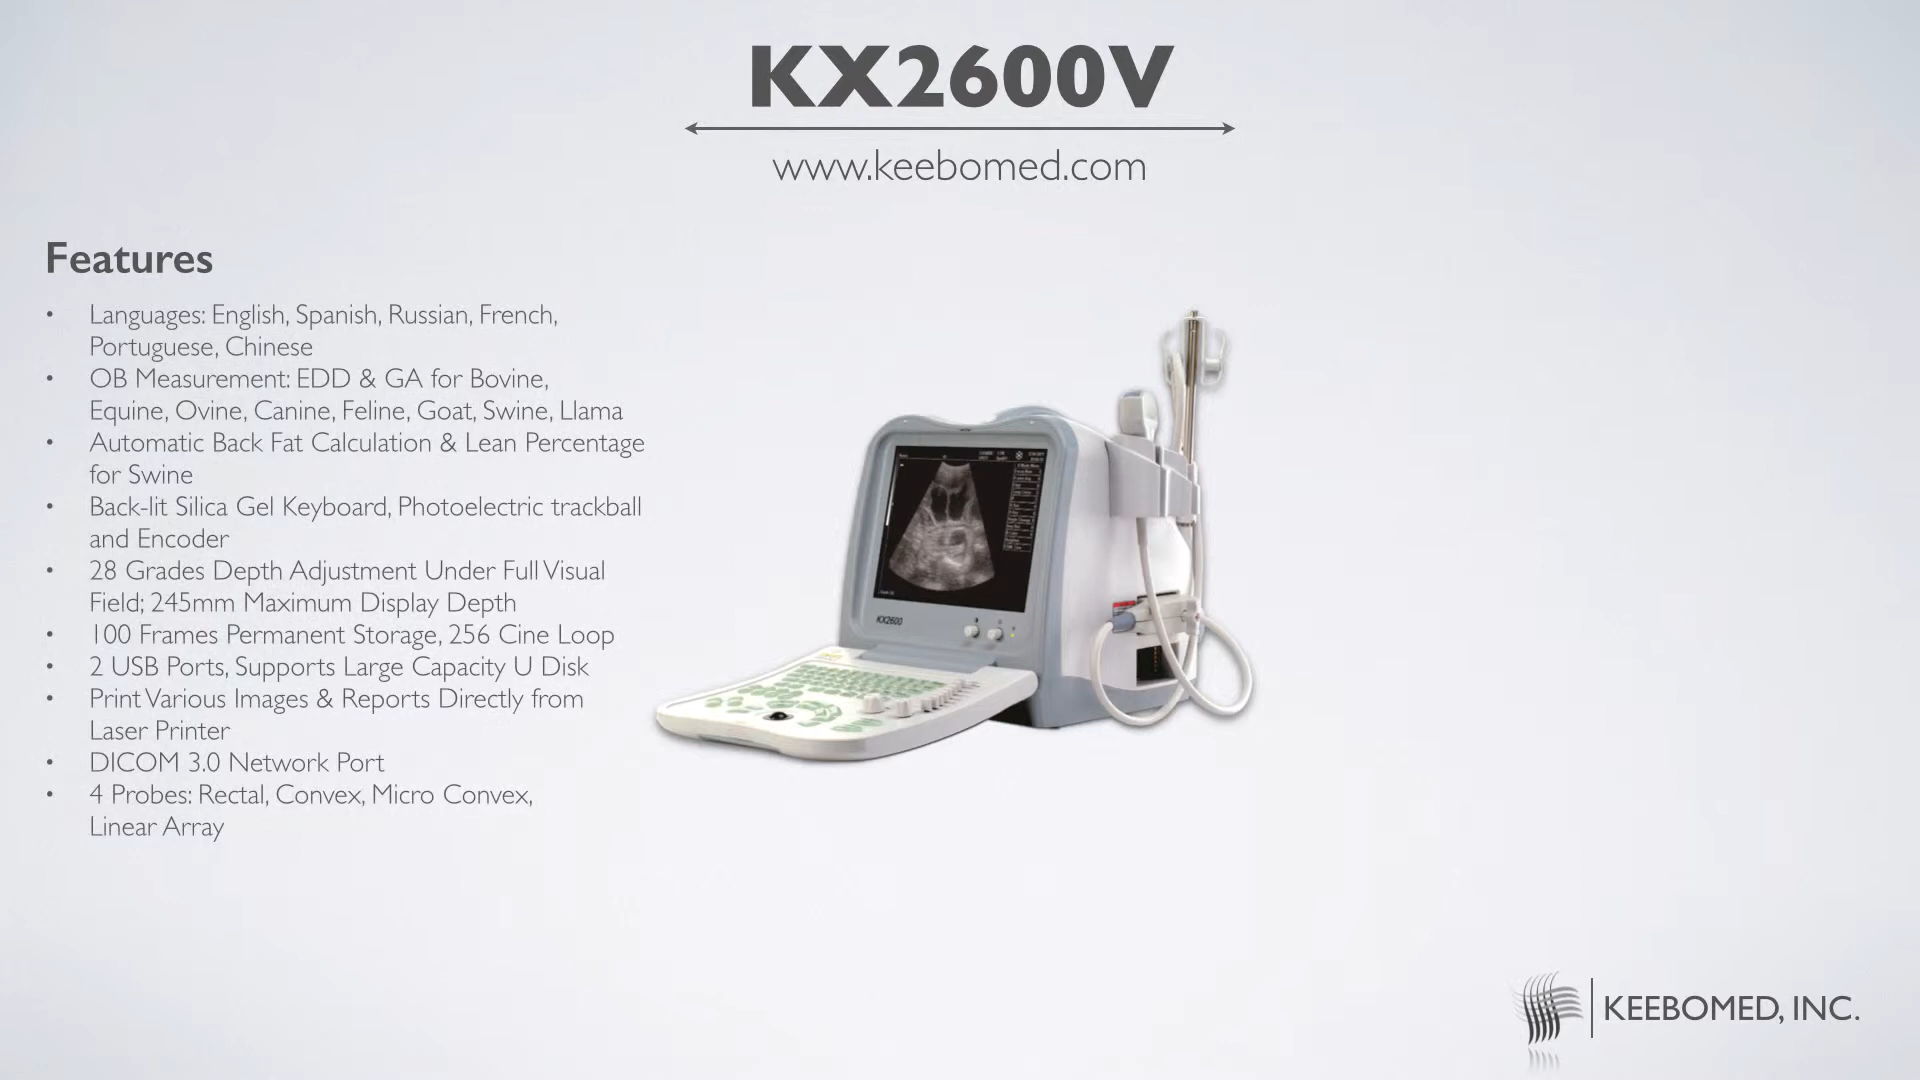 KX2600V
www.keebomed.com
Features
• Languages: English, Spanish, Russian, French,
Portuguese, Chinese
• OB Measurement: EDD & GA for Bovine,
Equine, Ovine, Canine, Feline, Goat, Swine, Llama
• Automatic Back Fat Calculation & Lean Percentage
for Swine
• Back-lit Silica Gel Keyboard, Photoelectric trackball
and Encoder
• 28 Grades Depth Adjustment Under Full Visual
Field; 245mm Maximum Display Depth
• 100 Frames Permanent Storage, 256 Cine Loop
• 2 USB Ports, Supports Large Capacity U Disk
• Print Various Images & Reports Directly from
Laser Printer
• DICOM 3.0 Network Port
• 4 Probes: Rectal, Convex, Micro Convex,
Linear Array
KX2600
KEEBOMED, INC.